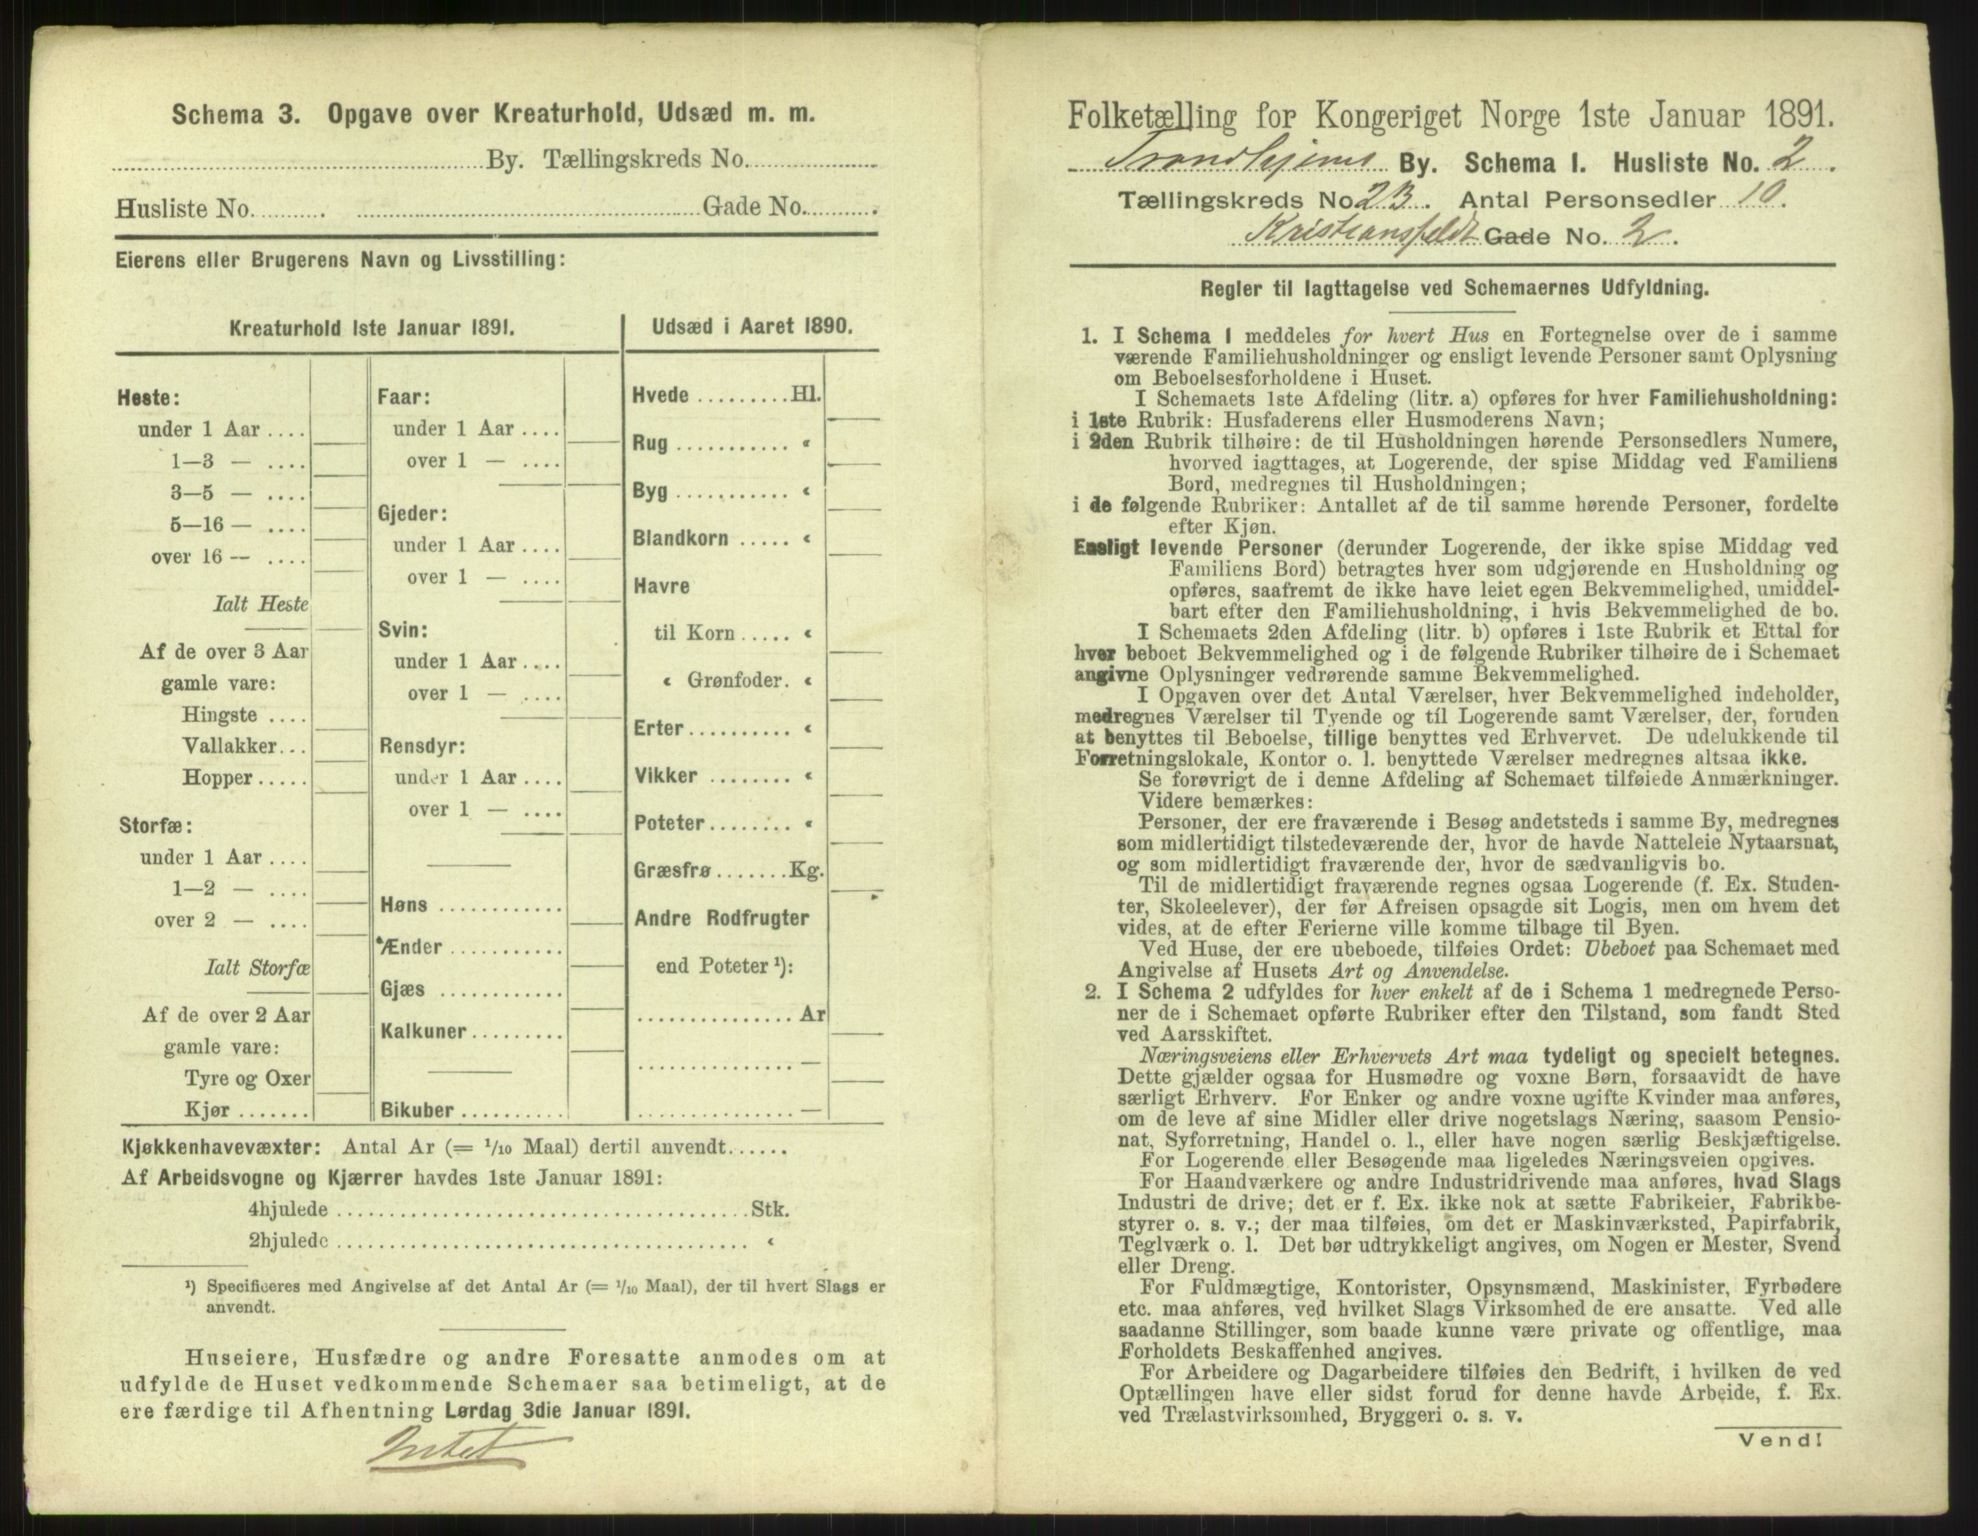 Schema 3. Opgave over Kreaturhold, Udsæd m. m.
By. Tællingskreds No.
Husliste No. Gade No.
Eierens eller Brugerens Navn og Livsstilling:
Kreaturhold 1ste Januar 1891.
Heste:
under 1 Aar ....
1—3 — ....
3—5 — ....
5—16 — ....
over 16 — ....
Ialt Heste
Af de over 3 Aar
gamle vare:
Hingste ....
Vallakker...
Hopper .....
Storfæ:
under 1 Aar ....
1—2 — ....
over 2 — ....
Ialt Storfæ
Af de over 2 Aar
gamle vare:
Tyre og Oxer
Kjør .......
Faar:
under 1 Aar ....
over 1 — ....
Gjeder:
under 1 Aar ....
over 1 — ....
Svin:
under 1 Aar ....
over 1 — ....
Rensdyr:
under 1 Aar ....
over 1 — ....
Høns ............
Ænder ...........
Gjæs ............
Kalkuner .........
Bikuber ..........
Udsæd i Aaret 1890.
Hvede ......... Hl.
Rug ........... «
Byg ........... «
Blandkorn ..... «
Havre
til Korn ..... «
« Grønfoder. «
Erter .......... «
Vikker ........ «
Poteter ........ «
Græsfrø ....... Kg.
Andre Rodfrugter
end Poteter ¹):
............... Ar
............... —
............... —
Kjøkkenhavevæxter: Antal Ar (= 1/10 Maal) dertil anvendt......
Af Arbeidsvogne og Kjærrer havdes 1ste Januar 1891:
4hjulede ....................................... Stk.
2hjulede ....................................... «
¹) Specificeres med Angivelse af det Antal Ar (= 1/10 Maal), der til hvert Slags er
anvendt.
Huseiere, Husfædre og andre Foresatte anmodes om at
udfylde de Huset vedkommende Schemaer saa betimeligt, at de
ere færdige til Afhentning Lørdag 3die Januar 1891.
Intet
Folketælling for Kongeriget Norge 1ste Januar 1891.
Trondhjems By. Schema I. Husliste No. 2.
Tællingskreds No 23. Antal Personsedler 10.
Kristiansfeldt Gade No. 2.
Regler til Iagttagelse ved Schemaernes Udfyldning.
1. I Schema 1 meddeles for hvert Hus en Fortegnelse over de i samme
værende Familiehusholdninger og ensligt levende Personer samt Oplysning
om Beboelsesforholdene i Huset.
I Schemaets 1ste Afdeling (litr. a) opføres for hver Familiehusholdning:
i 1ste Rubrik: Husfaderens eller Husmoderens Navn;
i 2den Rubrik tilhøire: de til Husholdningen hørende Personsedlers Numere,
hvorved iagttages, at Logerende, der spise Middag ved Familiens
Bord, medregnes til Husholdningen;
i de følgende Rubriker: Antallet af de til samme hørende Personer, fordelte
efter Kjøn.
Ensligt levende Personer (derunder Logerende, der ikke spise Middag ved
Familiens Bord) betragtes hver som udgjørende en Husholdning og
opføres, saafremt de ikke have leiet egen Bekvemmelighed, umiddel-
bart efter den Familiehusholdning, i hvis Bekvemmelighed de bo.
I Schemaets 2den Afdeling (litr. b) opføres i 1ste Rubrik et Ettal for
hver beboet Bekvemmelighed og i de følgende Rubriker tilhøire de i Schemaet
angivne Oplysninger vedrørende samme Bekvemmelighed.
I Opgaven over det Antal Værelser, hver Bekvemmelighed indeholder,
medregnes Værelser til Tyende og til Logerende samt Værelser, der, foruden
at benyttes til Beboelse, tillige benyttes ved Erhvervet. De udelukkende til
Forretningslokale, Kontor o. l. benyttede Værelser medregnes altsaa ikke.
Se forøvrigt de i denne Afdeling af Schemaet tilføiede Anmærkninger.
Videre bemærkes:
Personer, der ere fraværende i Besøg andetsteds i samme By, medregnes
som midlertidigt tilstedeværende der, hvor de havde Natteleie Nytaarsnat,
og som midlertidigt fraværende der, hvor de sædvanligvis bo.
Til de midlertidigt fraværende regnes ogsaa Logerende (f. Ex. Studen-
ter, Skoleelever), der før Afreisen opsagde sit Logis, men om hvem det
vides, at de efter Ferierne ville komme tilbage til Byen.
Ved Huse, der ere ubeboede, tilføies Ordet: Ubeboet paa Schemaet med
Angivelse af Husets Art og Anvendelse.
2. I Schema 2 udfyldes for hver enkelt af de i Schema 1 medregnede Perso-
ner de i Schemaet opførte Rubriker efter den Tilstand, som fandt Sted
ved Aarsskiftet.
Næringsveiens eller Erhvervets Art maa tydeligt og specielt betegnes.
Dette gjælder ogsaa for Husmødre og voxne Børn, forsaavidt de have
særligt Erhverv. For Enker og andre voxne ugifte Kvinder maa anføres,
om de leve af sine Midler eller drive nogetslags Næring, saasom Pensio-
nat, Syforretning, Handel o. l., eller have nogen særlig Beskjæftigelse.
For Logerende eller Besøgende maa ligeledes Næringsveien opgives.
For Haandværkere og andre Industridrivende maa anføres, hvad Slags
Industri de drive; det er f. Ex. ikke nok at sætte Fabrikeier, Fabrikbe-
styrer o. s. v.; der maa tilføies, om det er Maskinværksted, Papirfabrik,
Teglværk o. l. Det bør udtrykkeligt angives, om Nogen er Mester, Svend
eller Dreng.
For Fuldmægtige, Kontorister, Opsynsmænd, Maskinister, Fyrbødere
etc. maa anføres, ved hvilket Slags Virksomhed de ere ansatte. Ved alle
saadanne Stillinger, som baade kunne være private og offentlige, maa
Forholdets Beskaffenhed angives.
For Arbeidere og Dagarbeidere tilføies den Bedrift, i hvilken de ved
Optællingen have eller sidst forud for denne havde Arbeide, f. Ex.
ved Trælastvirksomhed, Bryggeri o. s. v.
Vend!